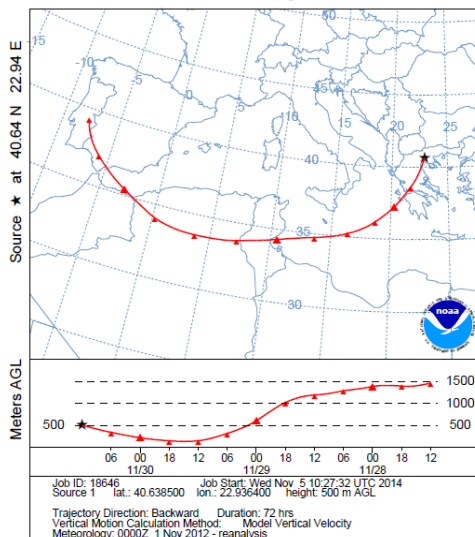 Source ★ at 40.64 N 22.94 E
-15
-10
-5
0
5
10
15
20
25
50
45
40
35
30
noaa
Meters AGL
500
1500
1000
500
06 00 18 12 06 00 18 12 06 00 18 12
11/30 11/29 11/28
Job ID: 18646 Job Start: Wed Nov 5 10:27:32 UTC 2014
Source 1 lat.: 40.638500 lon.: 22.936400 height: 500 m AGL
Trajectory Direction: Backward Duration: 72 hrs
Vertical Motion Calculation Method: Model Vertical Velocity
Meteorology: 0000Z 1 Nov 2012 - reanalysis